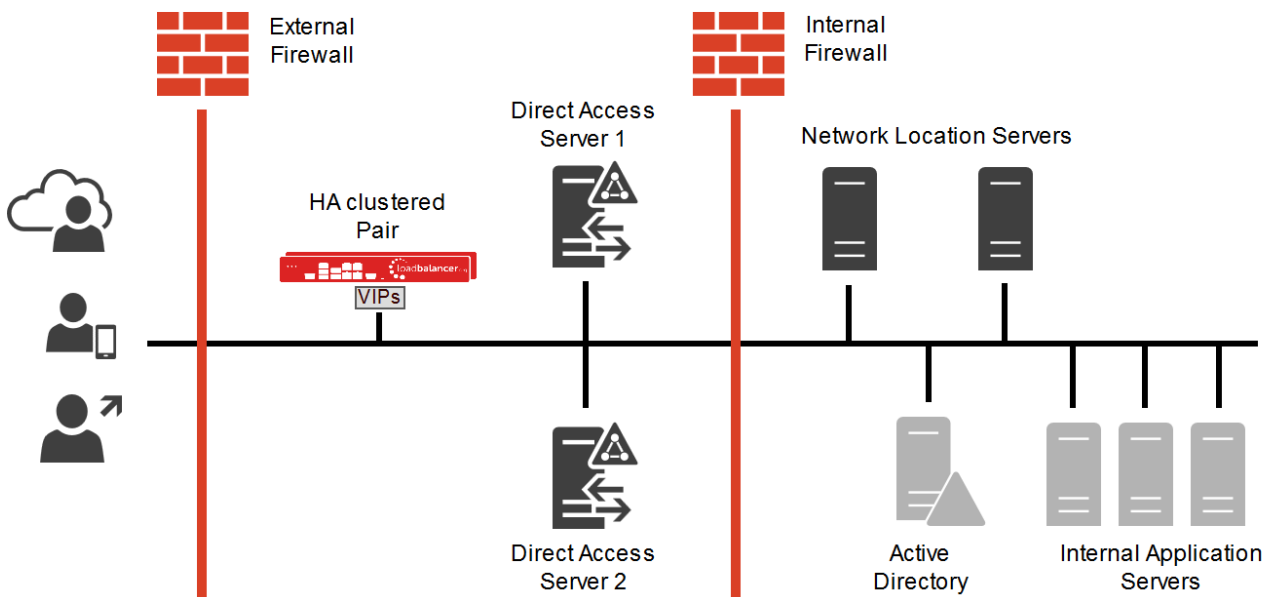 External
Firewall
Internal
Firewall
Direct Access
Server 1
Network Location Servers
HA clustered
Pair
loadbalancer.org
VIPs
Direct Access
Server 2
Active
Directory
Internal Application
Servers